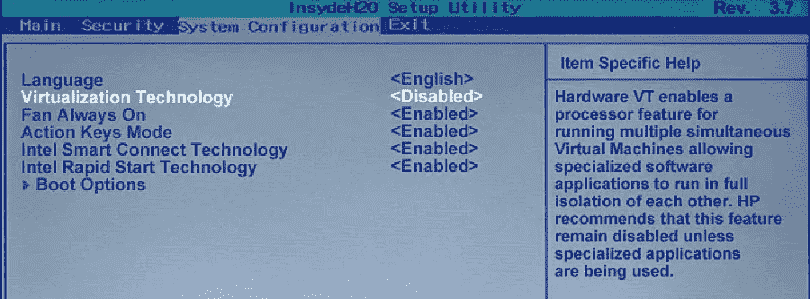 InsydeH20 Setup Utility Rev. 3.7
Main Security System Configuration Exit
Language <English>
Virtualization Technology <Disabled>
Fan Always On <Enabled>
Action Keys Mode <Enabled>
Intel Smart Connect Technology <Enabled>
Intel Rapid Start Technology <Enabled>
Boot Options
Item Specific Help
Hardware VT enables a
processor feature for
running multiple simultaneous
Virtual Machines allowing
specialized software
applications to run in full
isolation of each other. HP
recommends that this feature
remain disabled unless
specialized applications
are being used.